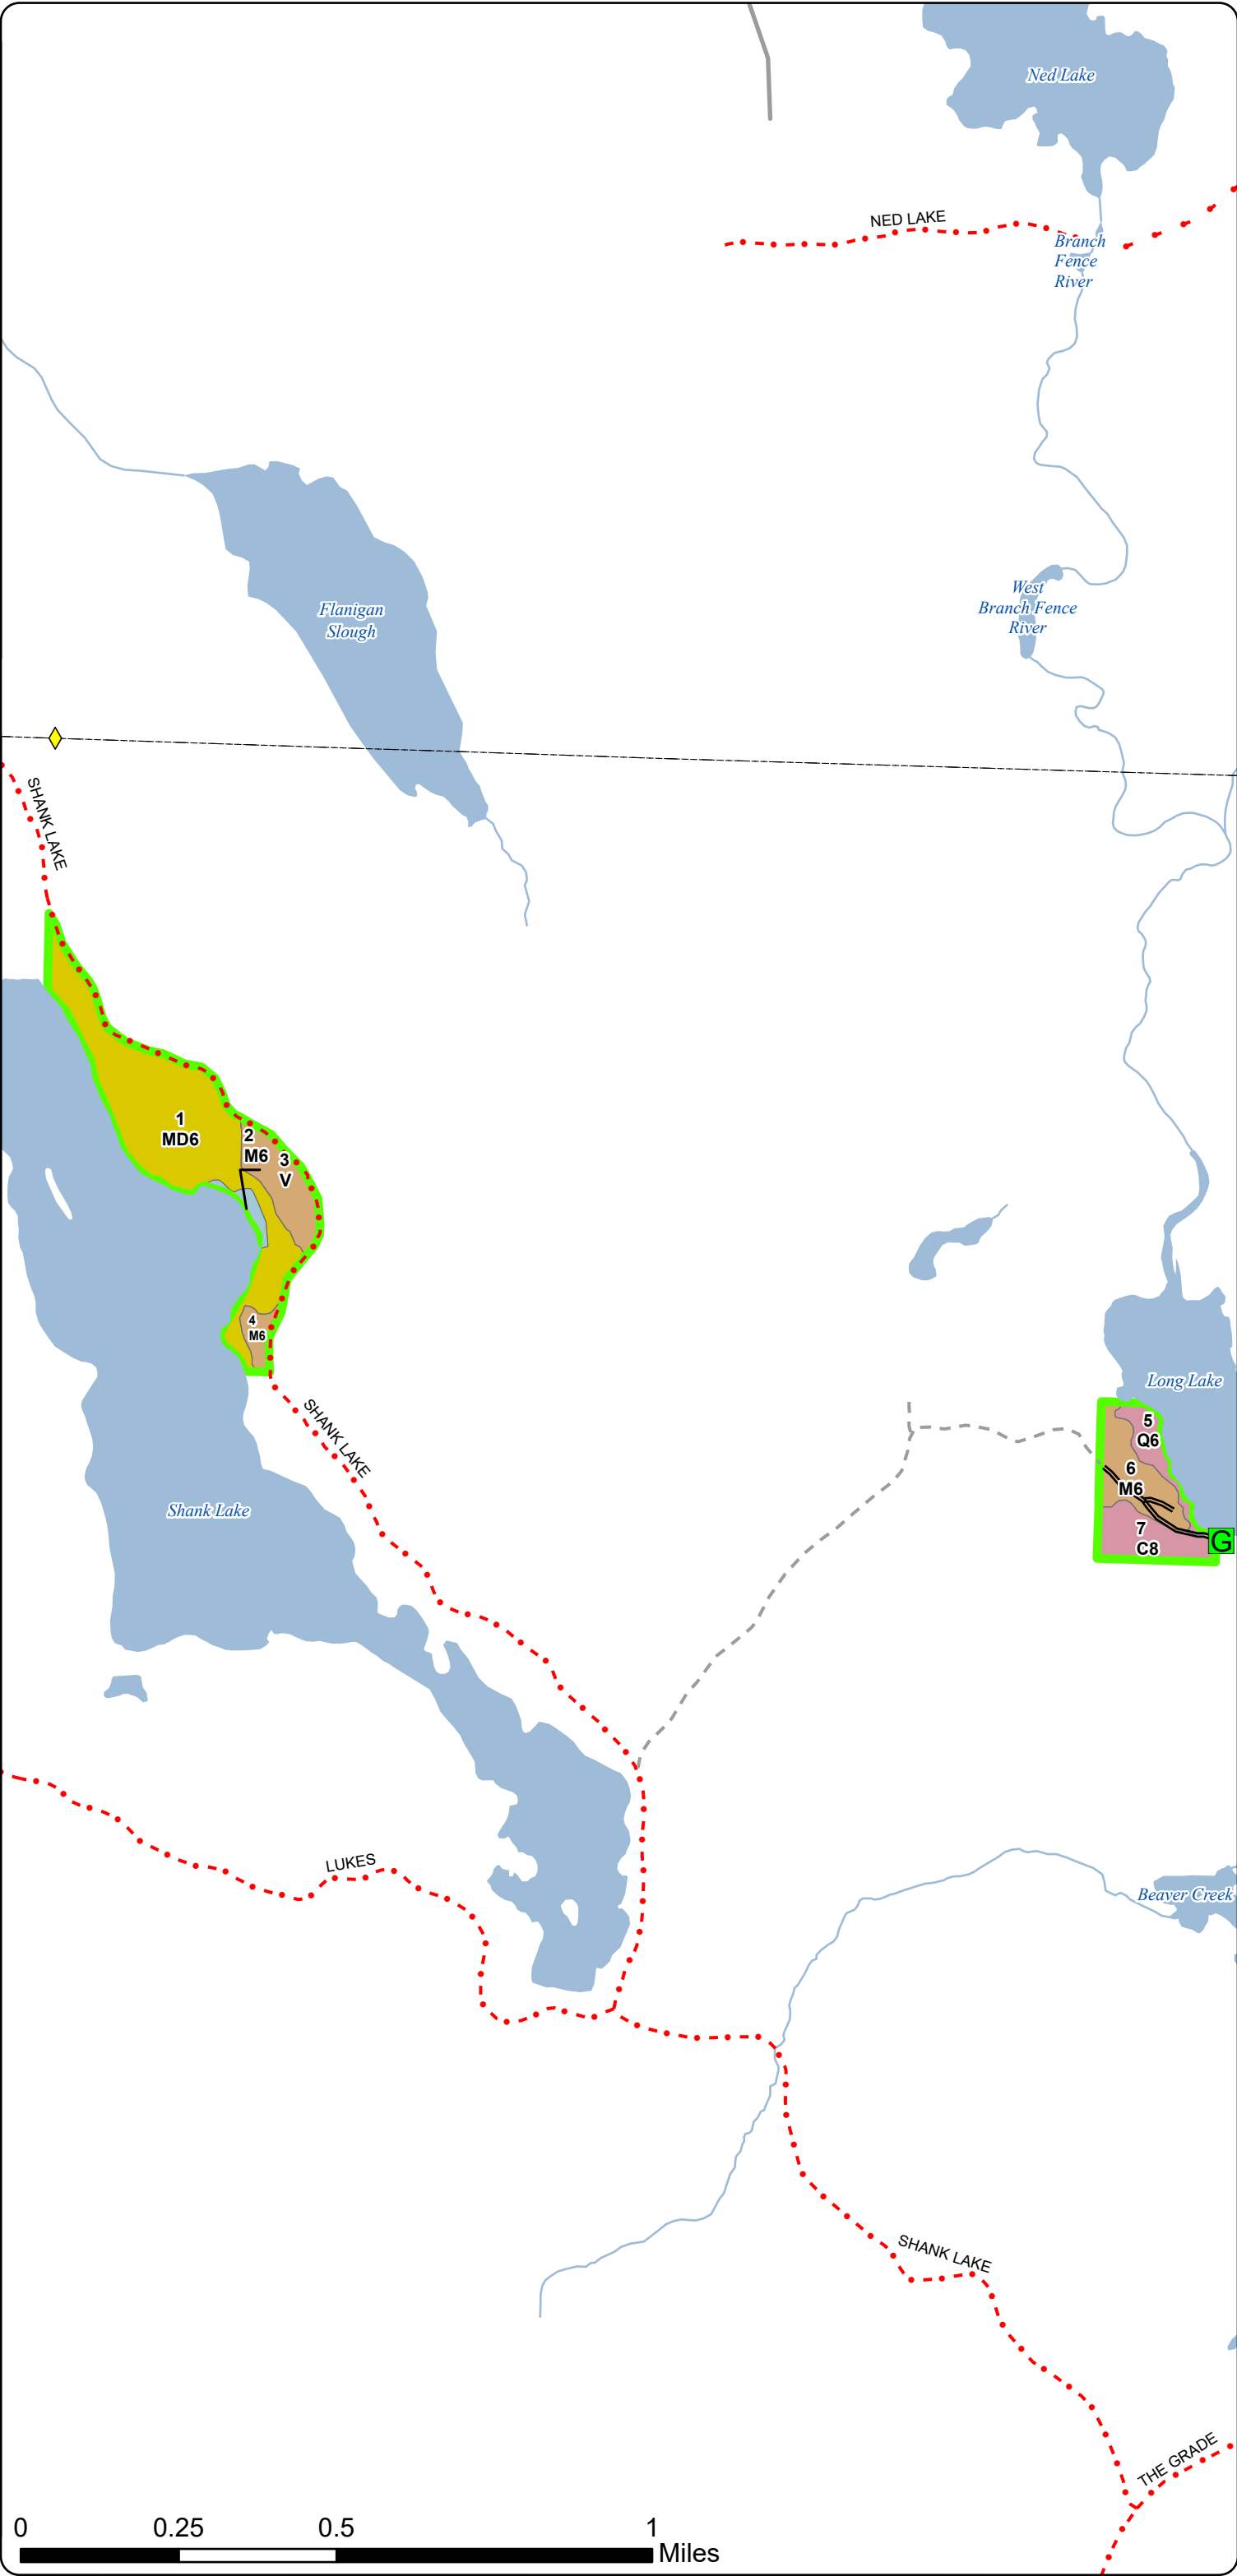 Ned Lake
NED LAKE
Branch
Fence
River
West
Branch Fence
River
Flanigan
Slough
SHANK LAKE
1
MD6
2
M6
3
V
4
M6
SHANK LAKE
Long Lake
5
Q6
6
M6
7
C8
G
Shank Lake
LUKES
Beaver Creek
SHANK LAKE
THE GRADE
0 0.25 0.5 1
Miles